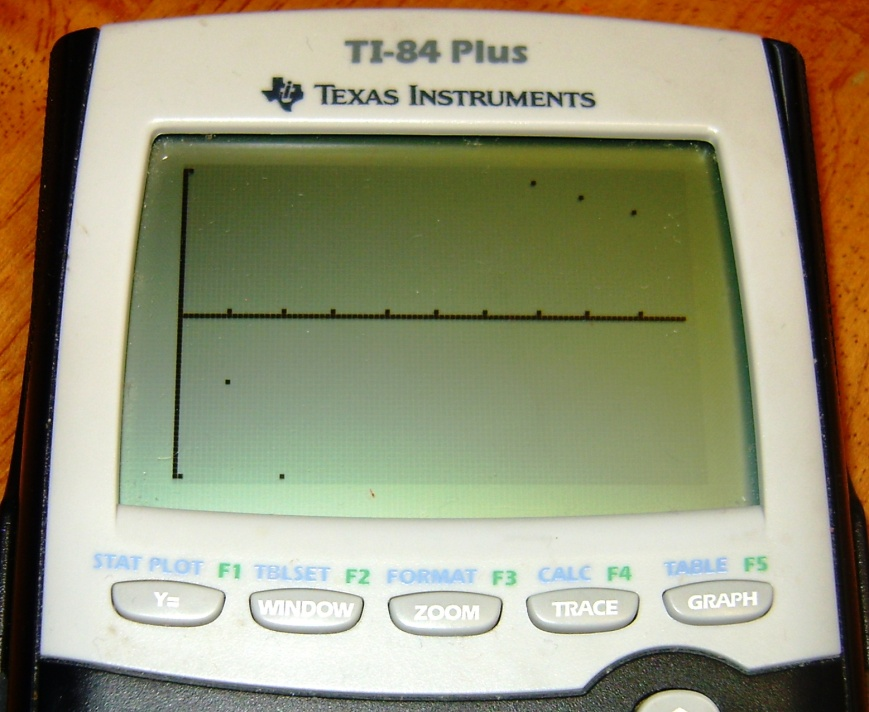 TI-84 Plus
TEXAS INSTRUMENTS
STAT PLOT F1 TBLSET F2 FORMAT F3 CALC F4 TABLE F5
Y= WINDOW ZOOM TRACE GRAPH